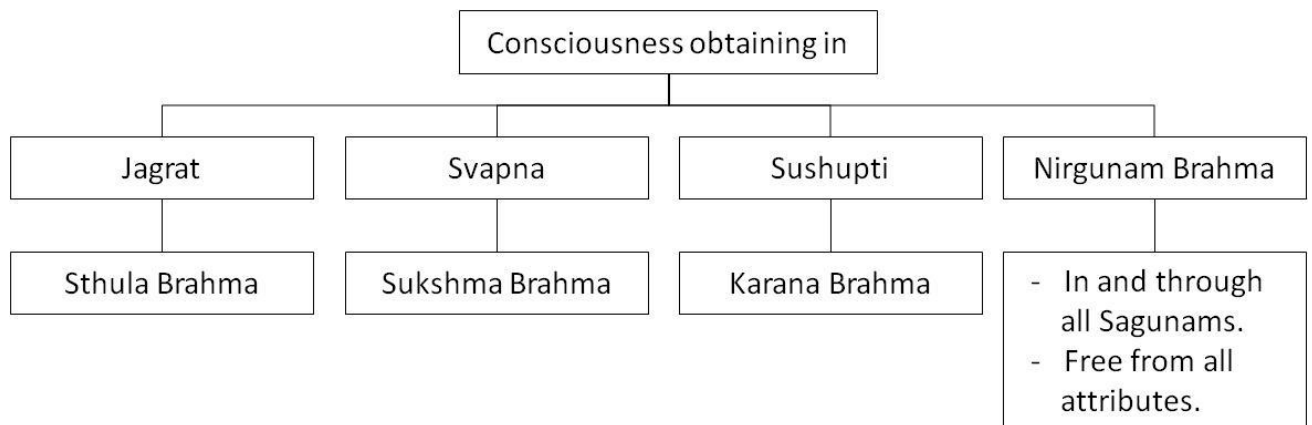 Consciousness obtaining in
Jagrat
Svapna
Sushupti
Nirgunam Brahma
Sthula Brahma
Sukshma Brahma
Karana Brahma
- In and through
all Sagunams.
- Free from all
attributes.